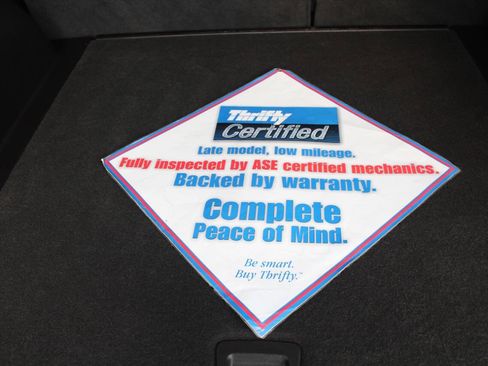 Thrifty
Certified
Late model, low mileage.
Fully inspected by ASE certified mechanics.
Backed by warranty.
Complete
Peace of Mind.
Be smart.
Buy Thrifty.™